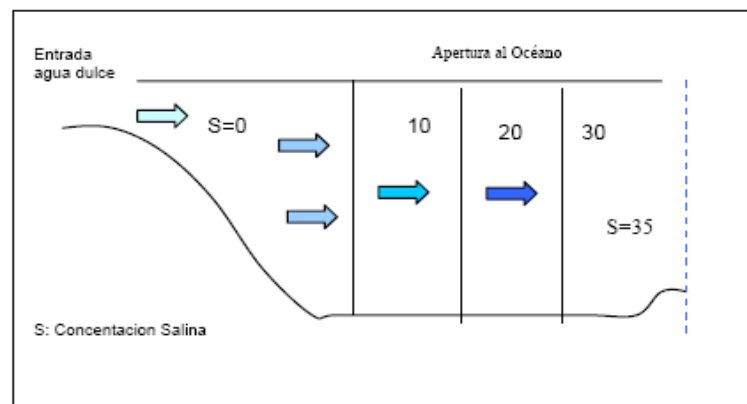 Entrada
agua dulce
Apertura al Océano
S=0
10
20
30
S=35
S: Concentacion Salina